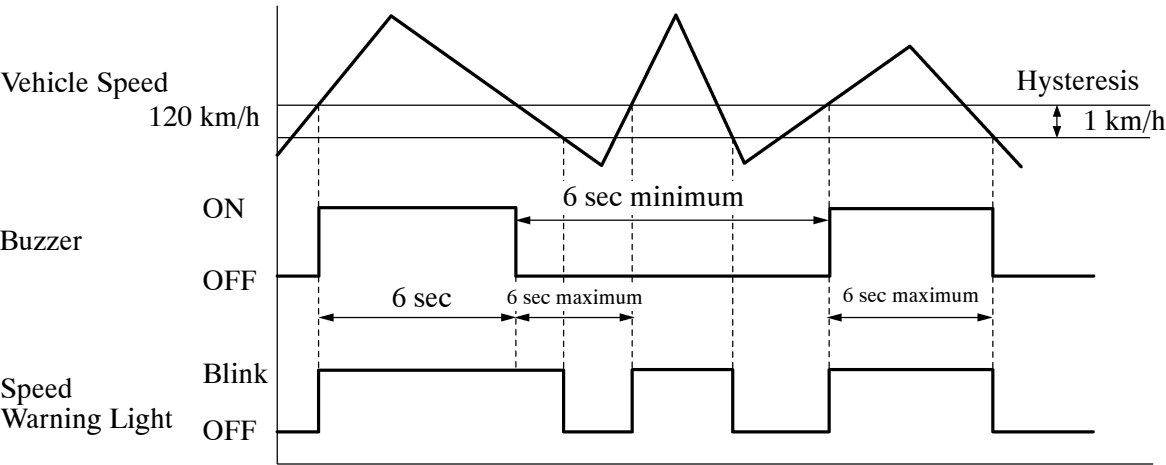 Vehicle Speed
Hysteresis
120 km/h
1 km/h
6 sec minimum
ON
Buzzer
OFF
6 sec
6 sec maximum
6 sec maximum
Blink
Speed
Warning Light
OFF